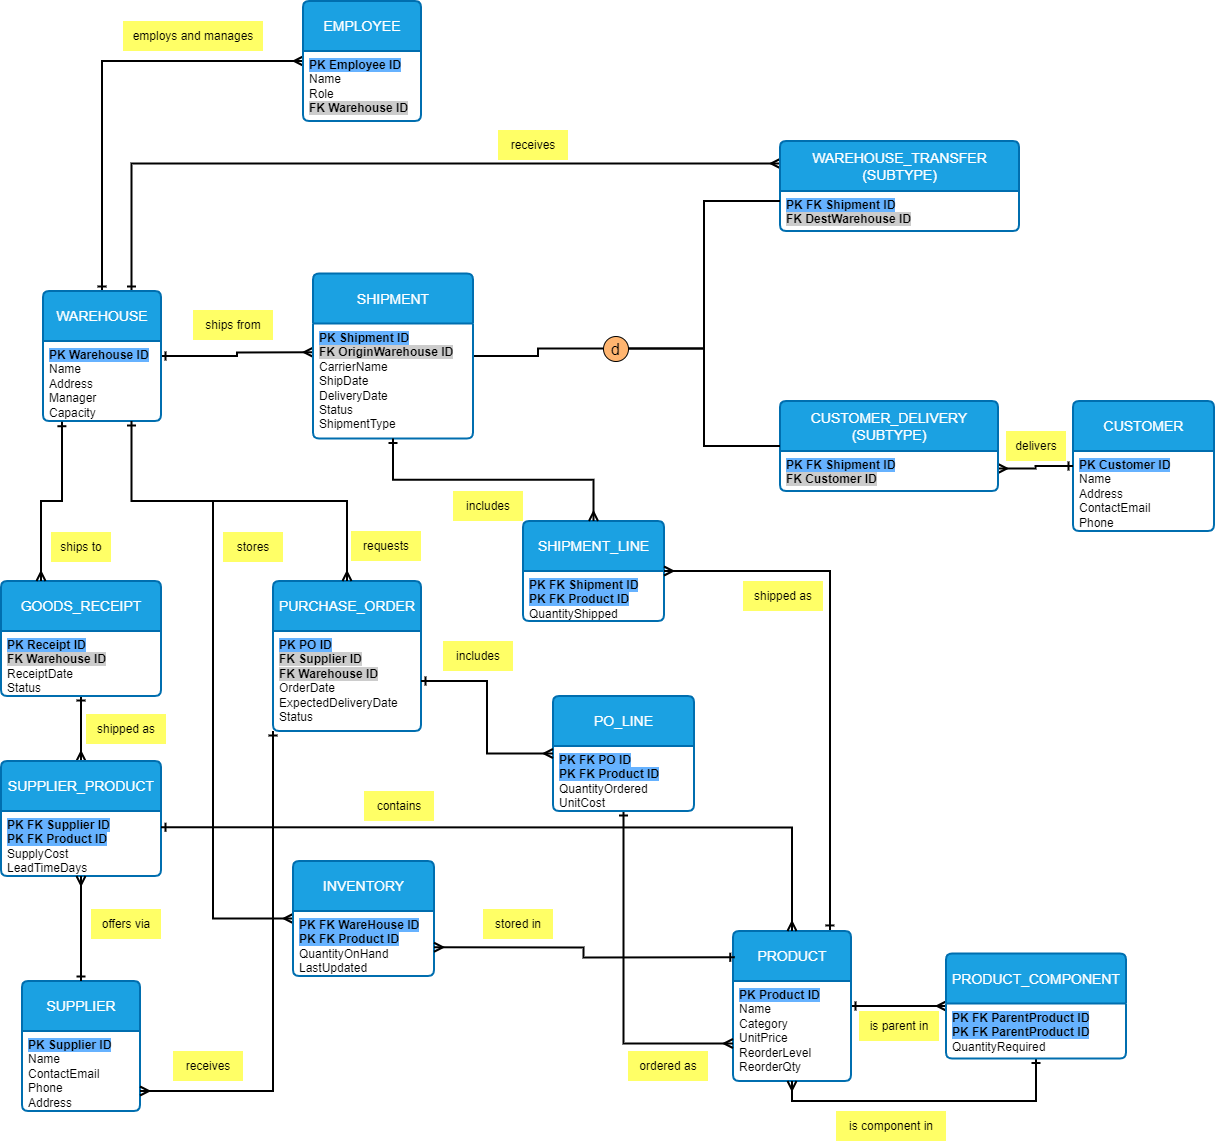 EMPLOYEE
employs and manages
PK Employee ID
Name
Role
FK Warehouse ID
receives
WAREHOUSE_TRANSFER
(SUBTYPE)
PK FK Shipment ID
FK DestWarehouse ID
WAREHOUSE
PK Warehouse ID
Name
Address
Manager
Capacity
ships from
SHIPMENT
PK Shipment ID
FK OriginWarehouse ID
CarrierName
ShipDate
DeliveryDate
Status
ShipmentType
d
CUSTOMER_DELIVERY
(SUBTYPE)
PK FK Shipment ID
FK Customer ID
delivers
CUSTOMER
PK Customer ID
Name
Address
ContactEmail
Phone
includes
ships to
stores
requests
SHIPMENT_LINE
PK FK Shipment ID
PK FK Product ID
QuantityShipped
shipped as
GOODS_RECEIPT
PK Receipt ID
FK Warehouse ID
ReceiptDate
Status
PURCHASE_ORDER
PK PO ID
FK Supplier ID
FK Warehouse ID
OrderDate
ExpectedDeliveryDate
Status
includes
shipped as
PO_LINE
PK FK PO ID
PK FK Product ID
QuantityOrdered
UnitCost
SUPPLIER_PRODUCT
PK FK Supplier ID
PK FK Product ID
SupplyCost
LeadTimeDays
contains
offers via
INVENTORY
PK FK WareHouse ID
PK FK Product ID
QuantityOnHand
LastUpdated
stored in
PRODUCT
PK Product ID
Name
Category
UnitPrice
ReorderLevel
ReorderQty
PRODUCT_COMPONENT
PK FK ParentProduct ID
PK FK ParentProduct ID
QuantityRequired
is parent in
SUPPLIER
PK Supplier ID
Name
ContactEmail
Phone
Address
receives
ordered as
is component in